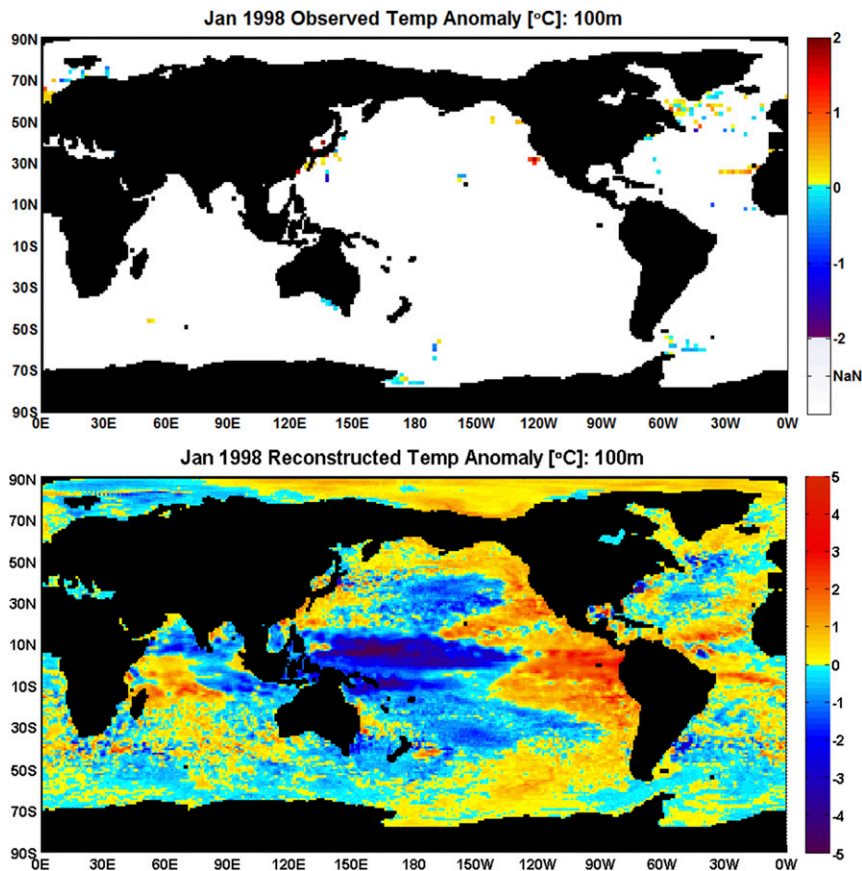 Jan 1998 Observed Temp Anomaly [°C]: 100m
90N
70N
50N
30N
10N
10S
30S
50S
70S
90S
0E 30E 60E 90E 120E 150E 180E 150W 120W 90W 60W 30W 0W
2
1
0
-1
-2
NaN
Jan 1998 Reconstructed Temp Anomaly [°C]: 100m
90N
70N
50N
30N
10N
10S
30S
50S
70S
90S
0E 30E 60E 90E 120E 150E 180E 150W 120W 90W 60W 30W 0W
5
4
3
2
1
0
-1
-2
-3
-4
-5